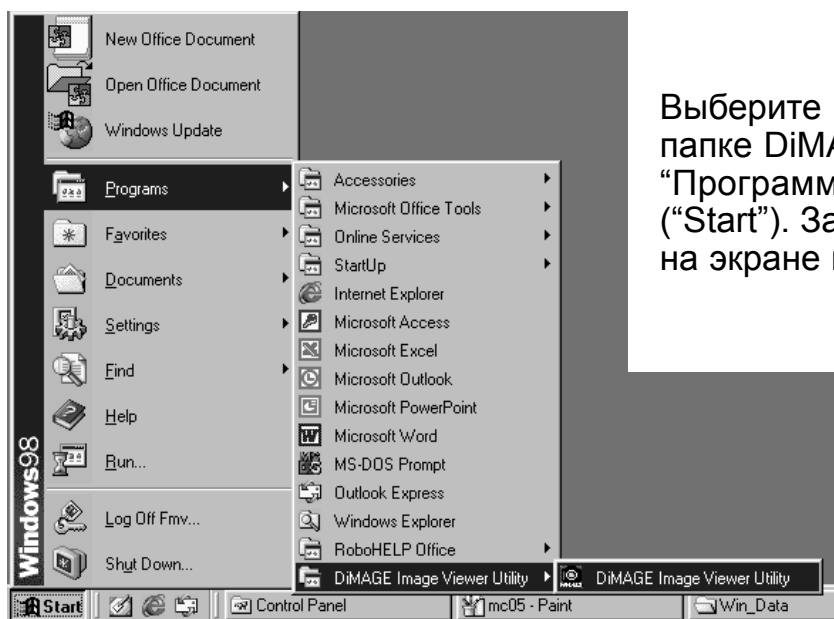 New Office Document
Open Office Document
Windows Update
Programs
Favorites
Documents
Settings
Find
Help
Run...
Log Off Fmv...
Shut Down...
Windows98
Accessories
Microsoft Office Tools
Online Services
StartUp
Internet Explorer
Microsoft Access
Microsoft Excel
Microsoft Outlook
Microsoft PowerPoint
Microsoft Word
MS-DOS Prompt
Outlook Express
Windows Explorer
RoboHELP Office
DiMAGE Image Viewer Utility
DiMAGE Image Viewer Utility
Start
Control Panel
mc05 - Paint
Win_Data
Выберите
папке DiMA
“Программ
(“Start”). За
на экране